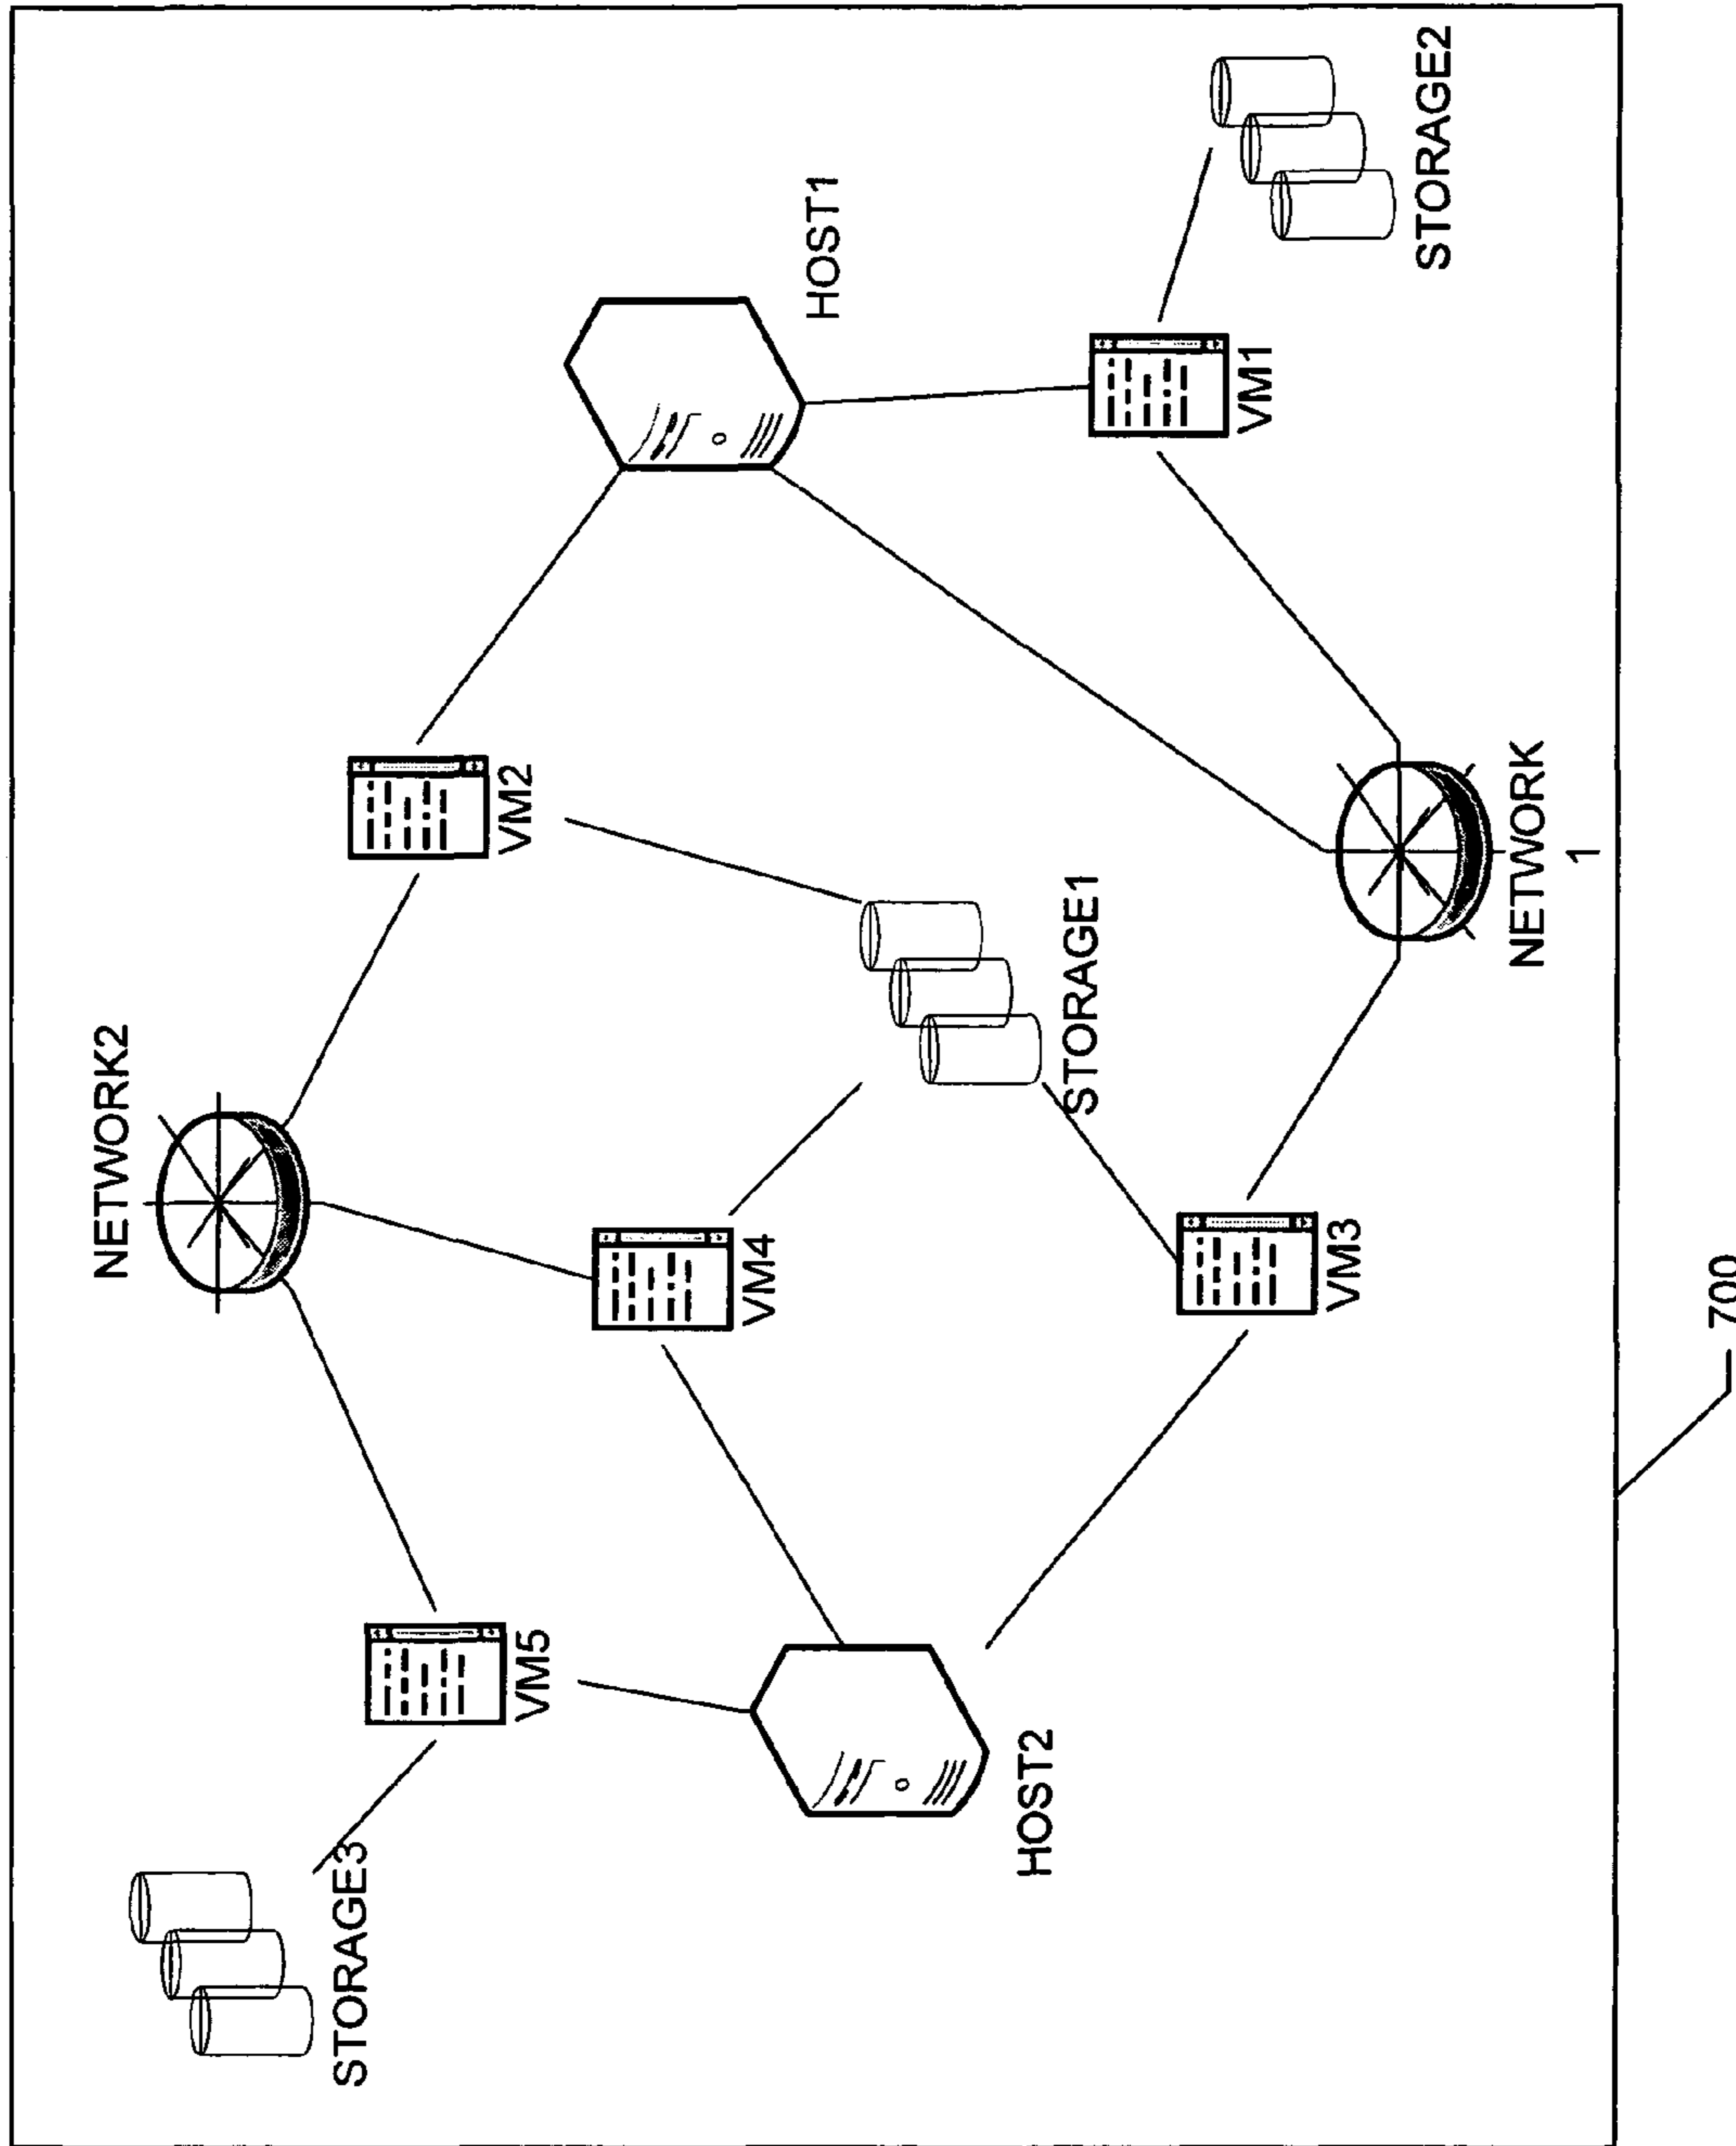 NETWORK2
STORAGE3
VM2
VM5
VM4
HOST1
HOST2
STORAGE1
VM1
VM3
STORAGE2
NETWORK
1
700